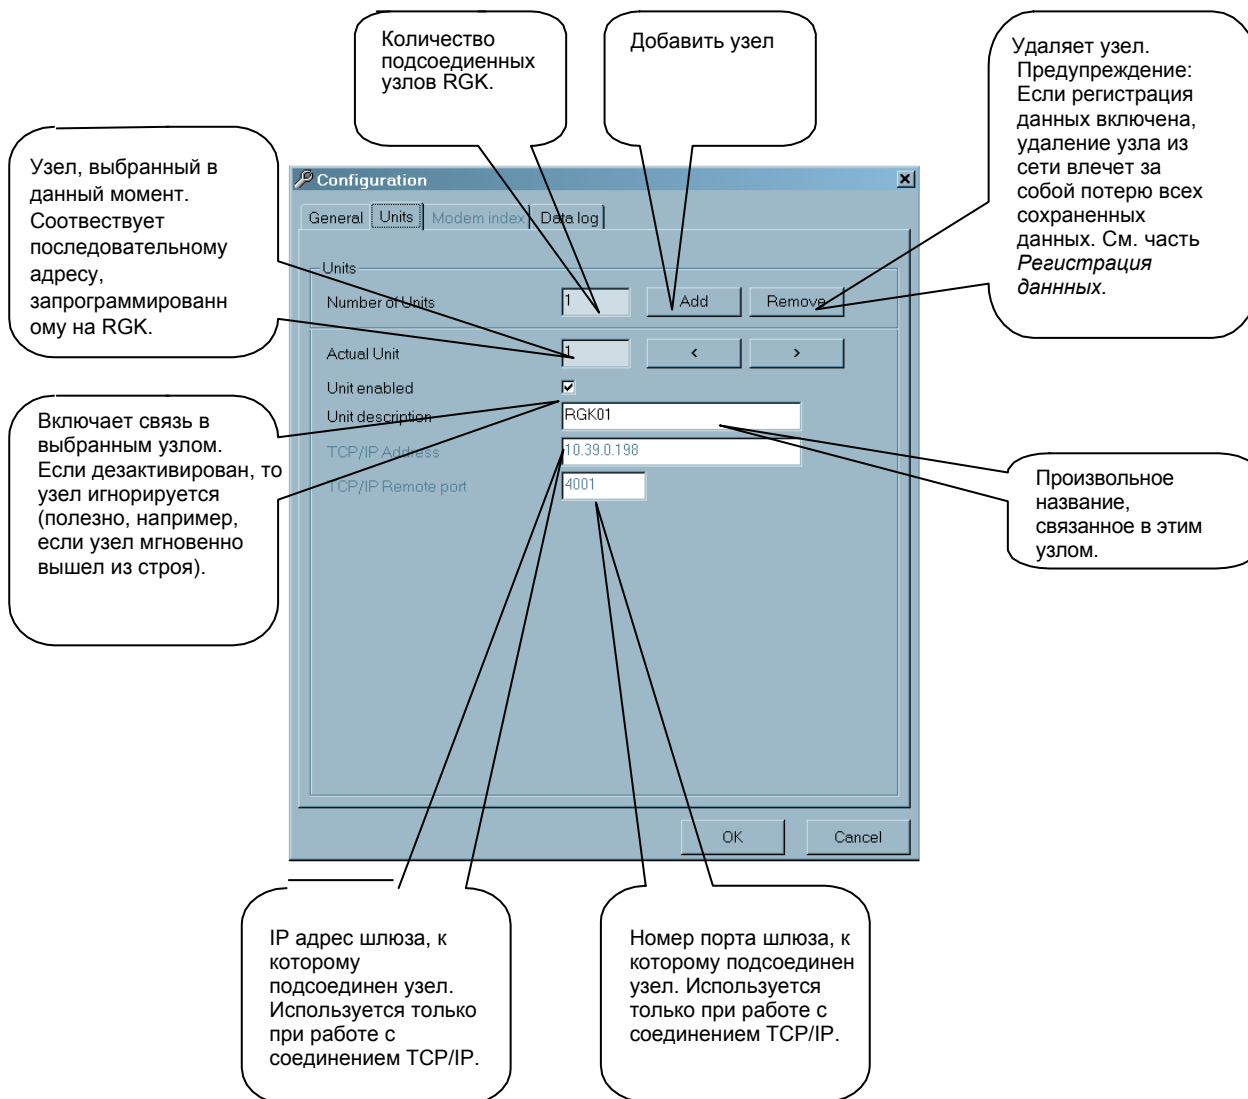 Количество
подсоедиенных
узлов RGK.
Добавить узел
Удаляет узел.
Предупреждение:
Если регистрация
данных включена,
удаление узла из
сети влечет за
собой потерю всех
сохраненных
данных. См. часть
Регистрация
даннных.
Узел, выбранный в
данный момент.
Соотвествует
последовательному
адресу,
запрограммированн
ому на RGK.
Configuration
General Units Modem index Data log
Units
Number of Units 1 Add Remove
Actual Unit 1 < >
Unit enabled
Unit description RGK01
TCP/IP Address 10.39.0.198
TCP/IP Remote port 4001
OK Cancel
Включает связь в
выбранным узлом.
Если дезактивирован, то
узел игнорируется
(полезно, например,
если узел мгновенно
вышел из строя).
Произвольное
название,
связанное в этим
узлом.
IP адрес шлюза, к
которому
подсоединен узел.
Используется только
при работе с
соединением TCP/IP.
Номер порта шлюза, к
которому подсоединен
узел. Используется
только при работе с
соединением TCP/IP.